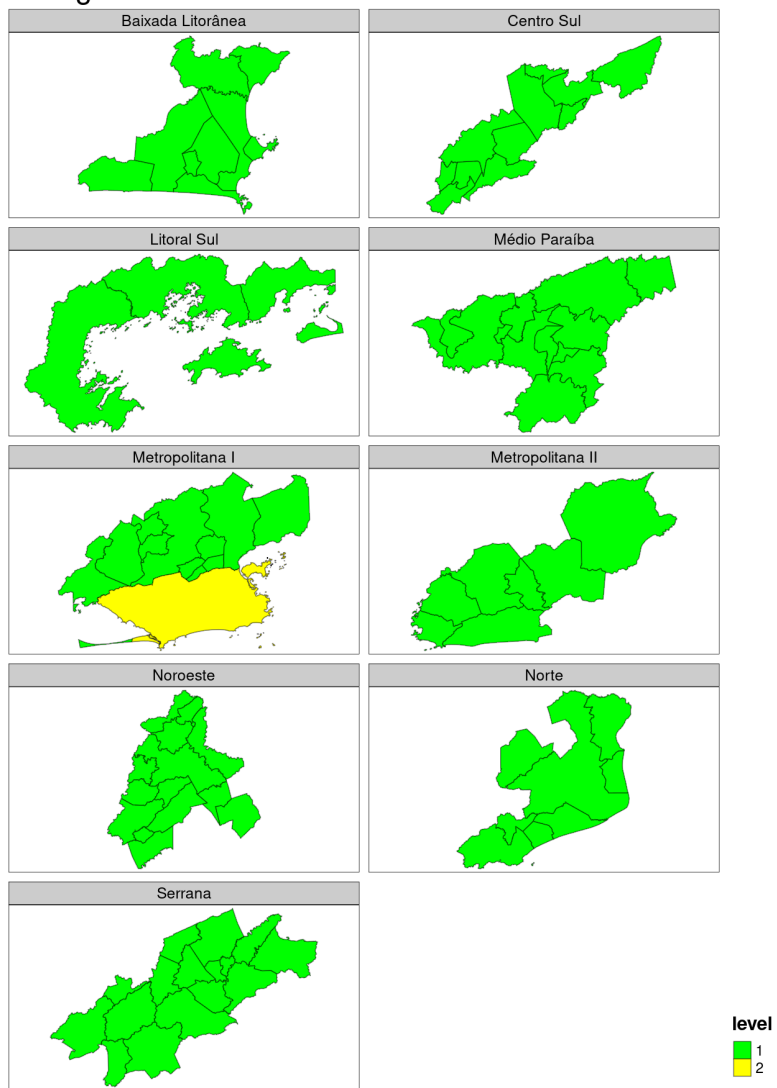 Baixada Litorânea
Centro Sul
Litoral Sul
Médio Paraíba
Metropolitana I
Metropolitana II
Noroeste
Norte
Serrana
level
1
2